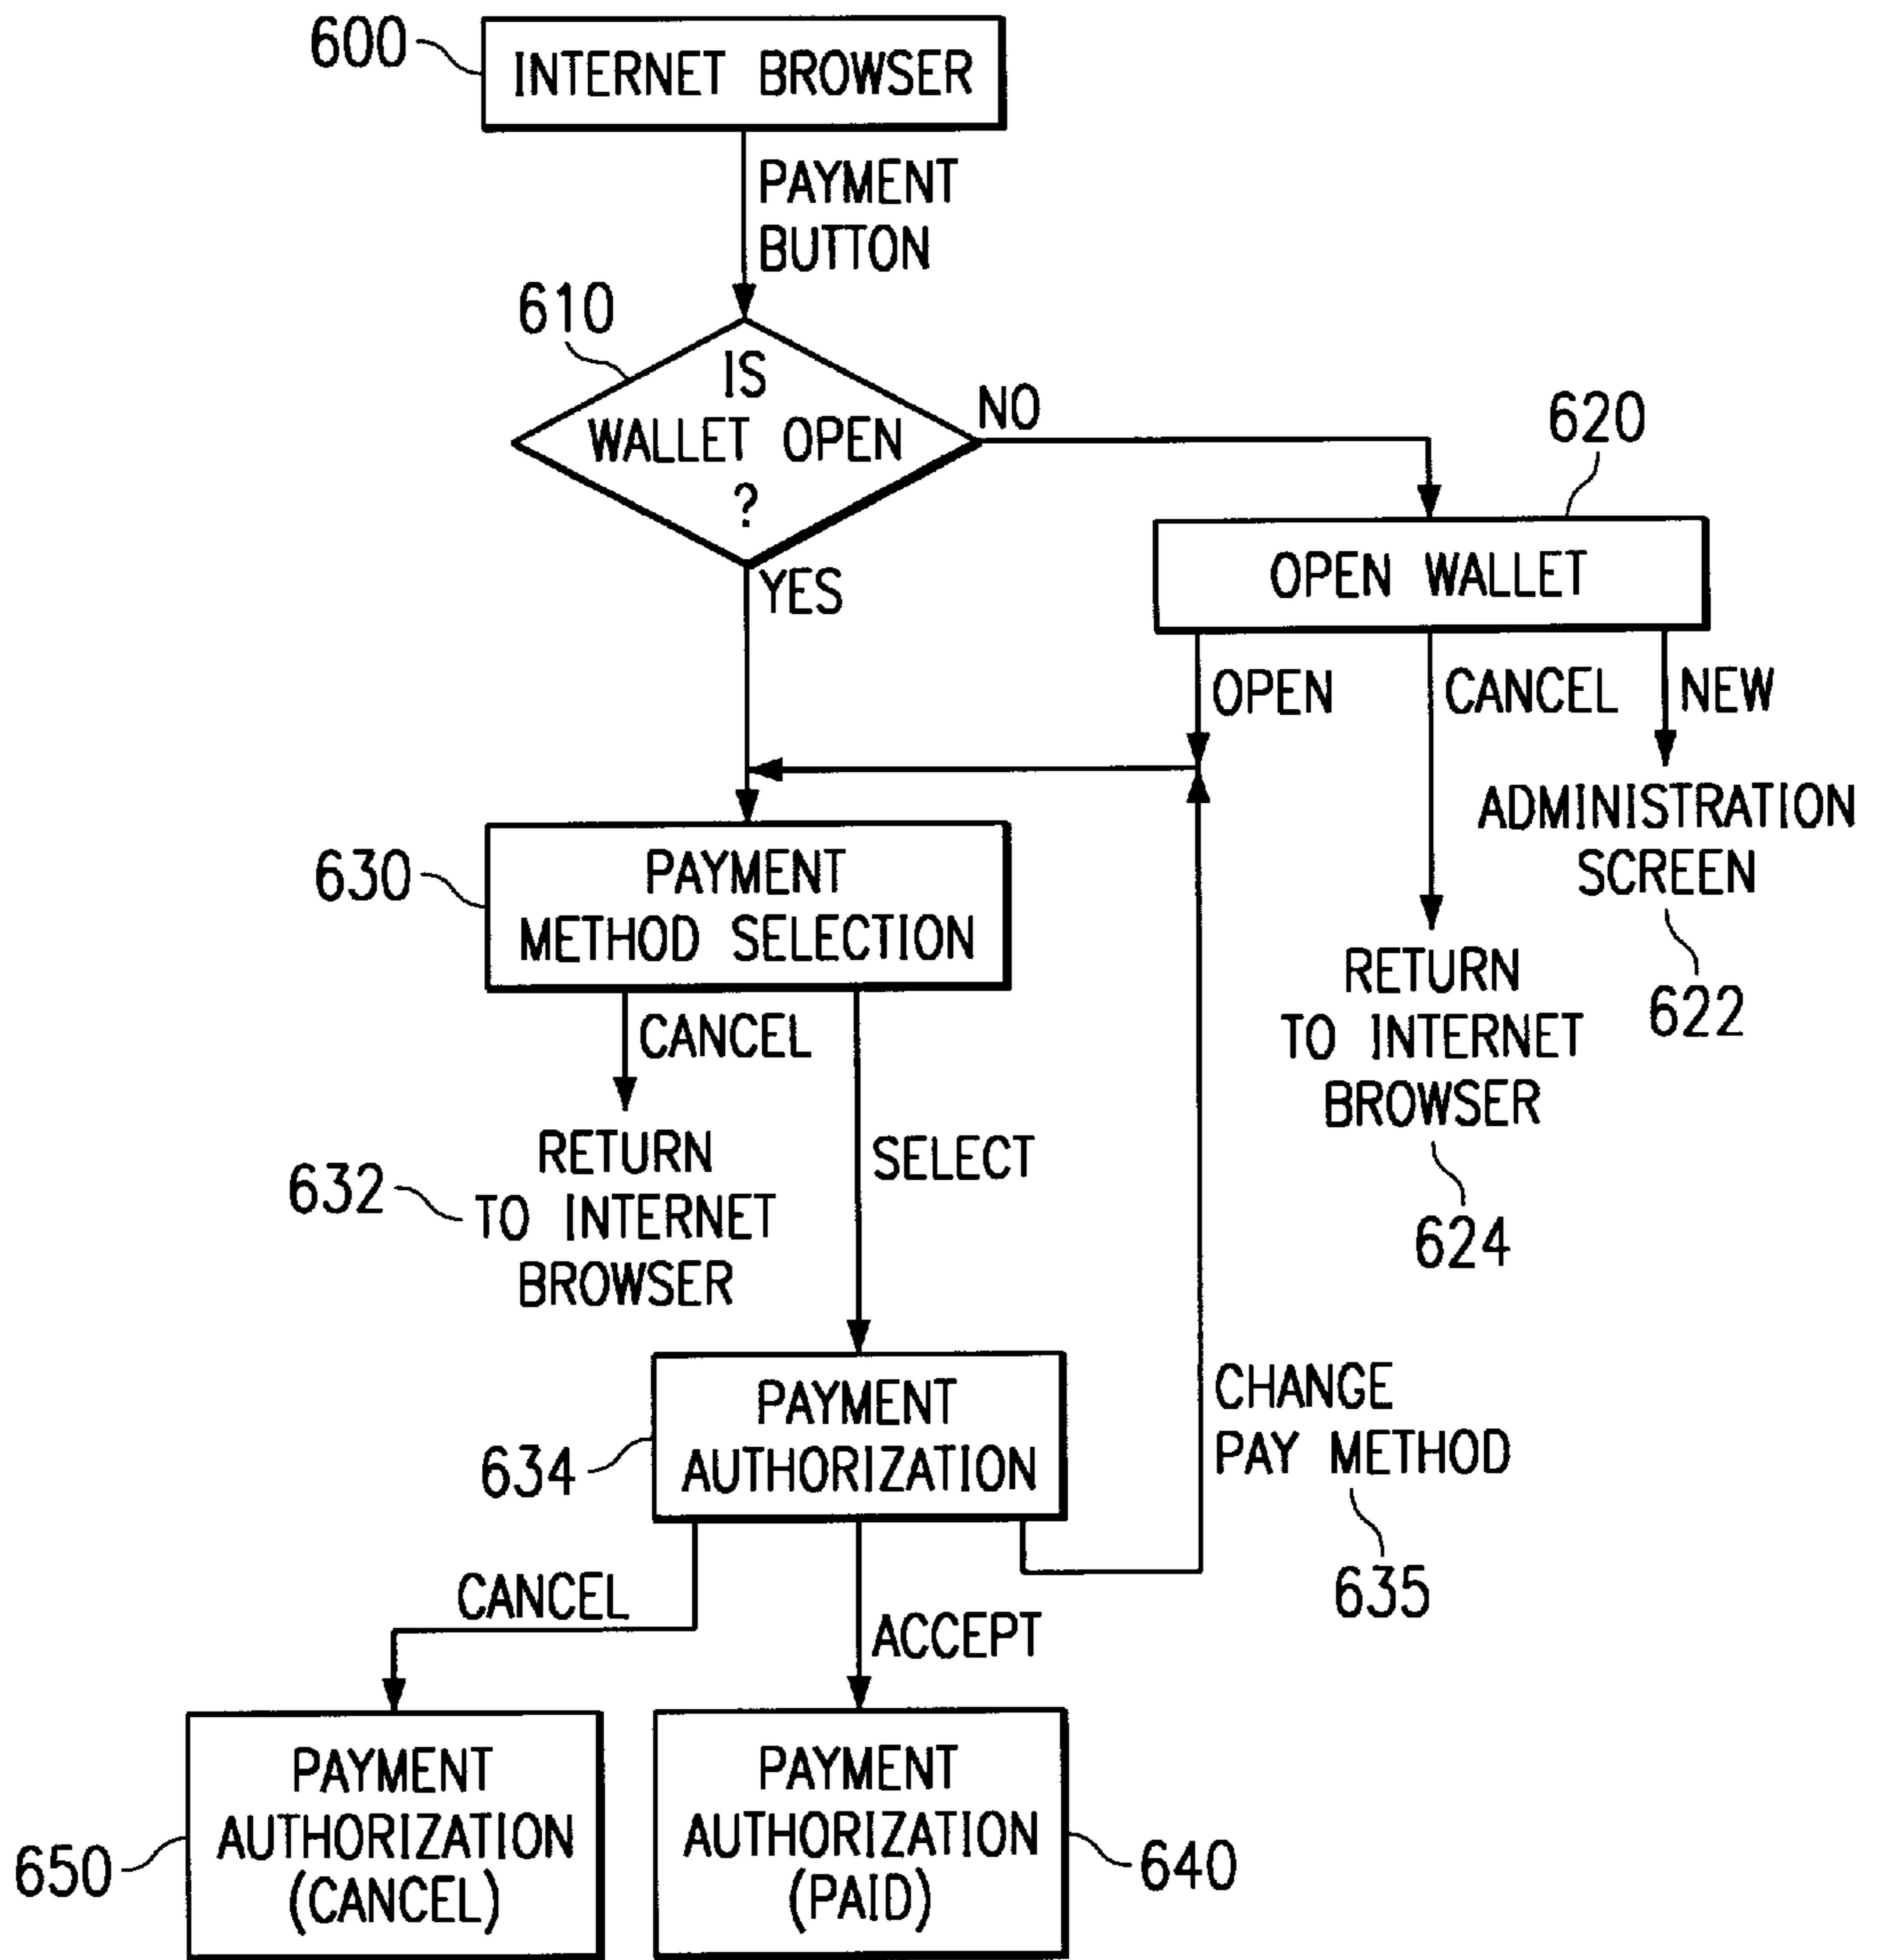 600
INTERNET BROWSER
PAYMENT
BUTTON
610
IS
WALLET OPEN
?
NO
YES
620
OPEN WALLET
OPEN
CANCEL
NEW
ADMINISTRATION
SCREEN
622
RETURN
TO INTERNET
BROWSER
624
630
PAYMENT
METHOD SELECTION
CANCEL
SELECT
632
RETURN
TO INTERNET
BROWSER
634
PAYMENT
AUTHORIZATION
CHANGE
PAY METHOD
635
CANCEL
ACCEPT
650
PAYMENT
AUTHORIZATION
(CANCEL)
PAYMENT
AUTHORIZATION
(PAID)
640